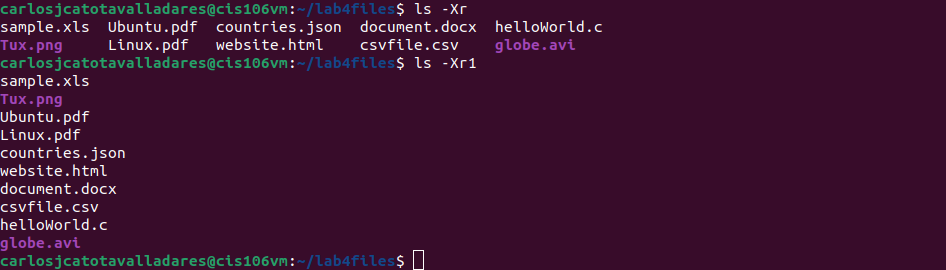 carlosjcatotavalladares@cis106vm:~/lab4files$ ls -Xr
sample.xls  Ubuntu.pdf  countries.json  document.docx  helloWorld.c
Tux.png     Linux.pdf   website.html    csvfile.csv    globe.avi
carlosjcatotavalladares@cis106vm:~/lab4files$ ls -Xr1
sample.xls
Tux.png
Ubuntu.pdf
Linux.pdf
countries.json
website.html
document.docx
csvfile.csv
helloWorld.c
globe.avi
carlosjcatotavalladares@cis106vm:~/lab4files$